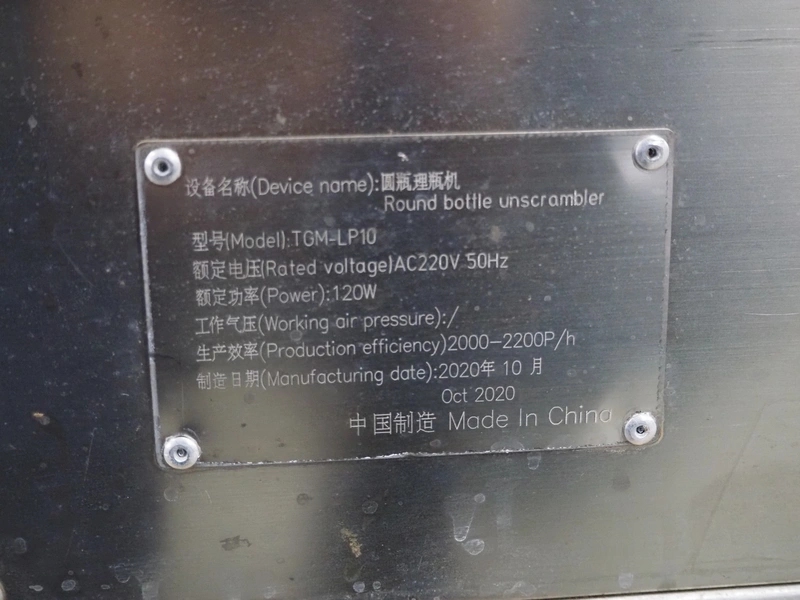 设备名称(Device name):圆瓶理瓶机
Round bottle unscrambler
型号(Model):TGM-LP10
额定电压(Rated voltage)AC220V 50Hz
额定功率(Power):120W
工作气压(Working air pressure):/
生产效率(Production efficiency)2000-2200P/h
制造日期(Manufacturing date):2020年 10 月
Oct 2020
中国制造 Made In China